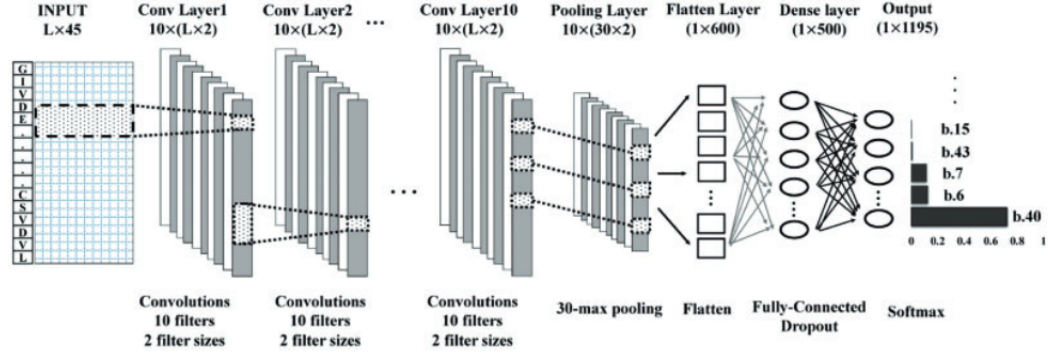 INPUT
L×45
Conv Layer1
10×(L×2)
Conv Layer2
10×(L×2)
...
Conv Layer10
10×(L×2)
Pooling Layer
10×(30×2)
Flatten Layer
(1×600)
Dense layer
(1×500)
Output
(1×1195)
G
I
V
D
E
.
.
.
.
.
C
S
V
D
V
L
...
b.15
b.43
b.7
b.6
b.40
0 0.2 0.4 0.6 0.8 1
Convolutions
10 filters
2 filter sizes
Convolutions
10 filters
2 filter sizes
Convolutions
10 filters
2 filter sizes
30-max pooling
Flatten
Fully-Connected
Dropout
Softmax